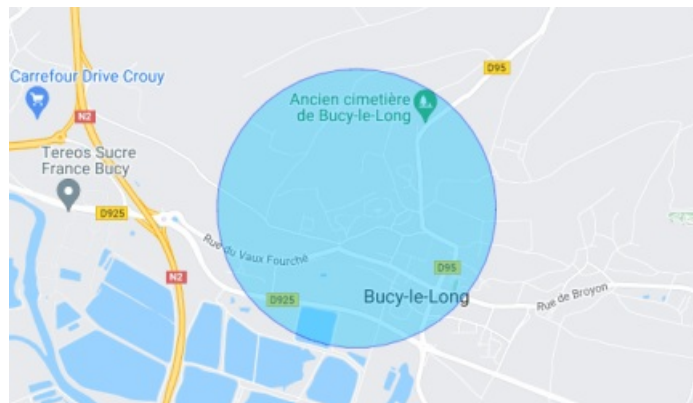 D95
Carrefour Drive Crouy
Ancien cimetière
de Bucy-le-Long
N2
Tereos Sucre
France Bucy
D925
Rue du Vaux Fourché
D95
N2
D925
Bucy-le-Long
Rue de Broyon